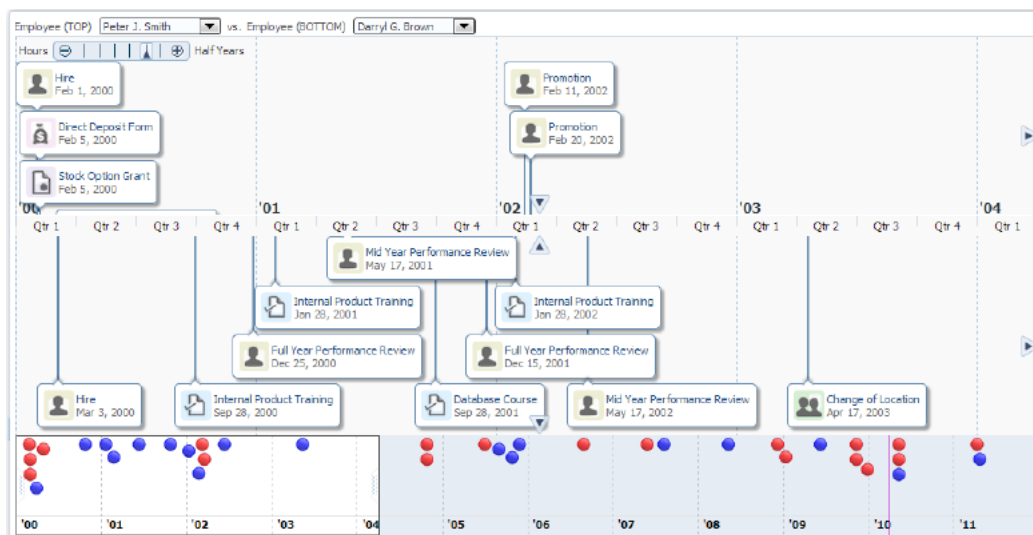 Employee (TOP) Peter J. Smith vs. Employee (BOTTOM) Darryl G. Brown
Hours Half Years
Hire
Feb 1, 2000
Promotion
Feb 11, 2002
Direct Deposit Form
Feb 5, 2000
Promotion
Feb 20, 2002
Stock Option Grant
Feb 5, 2000
'00 '01 '02 '03 '04
Qtr 1 Qtr 2 Qtr 3 Qtr 4 Qtr 1 Qtr 2 Qtr 3 Qtr 4 Qtr 1 Qtr 2 Qtr 3 Qtr 4 Qtr 1 Qtr 2 Qtr 3 Qtr 4 Qtr 1
Mid Year Performance Review
May 17, 2001
Internal Product Training
Jan 28, 2001
Internal Product Training
Jan 28, 2002
Full Year Performance Review
Dec 25, 2000
Full Year Performance Review
Dec 15, 2001
Hire
Mar 3, 2000
Internal Product Training
Sep 28, 2000
Database Course
Sep 28, 2001
Mid Year Performance Review
May 17, 2002
Change of Location
Apr 17, 2003
'00 '01 '02 '03 '04 '05 '06 '07 '08 '09 '10 '11